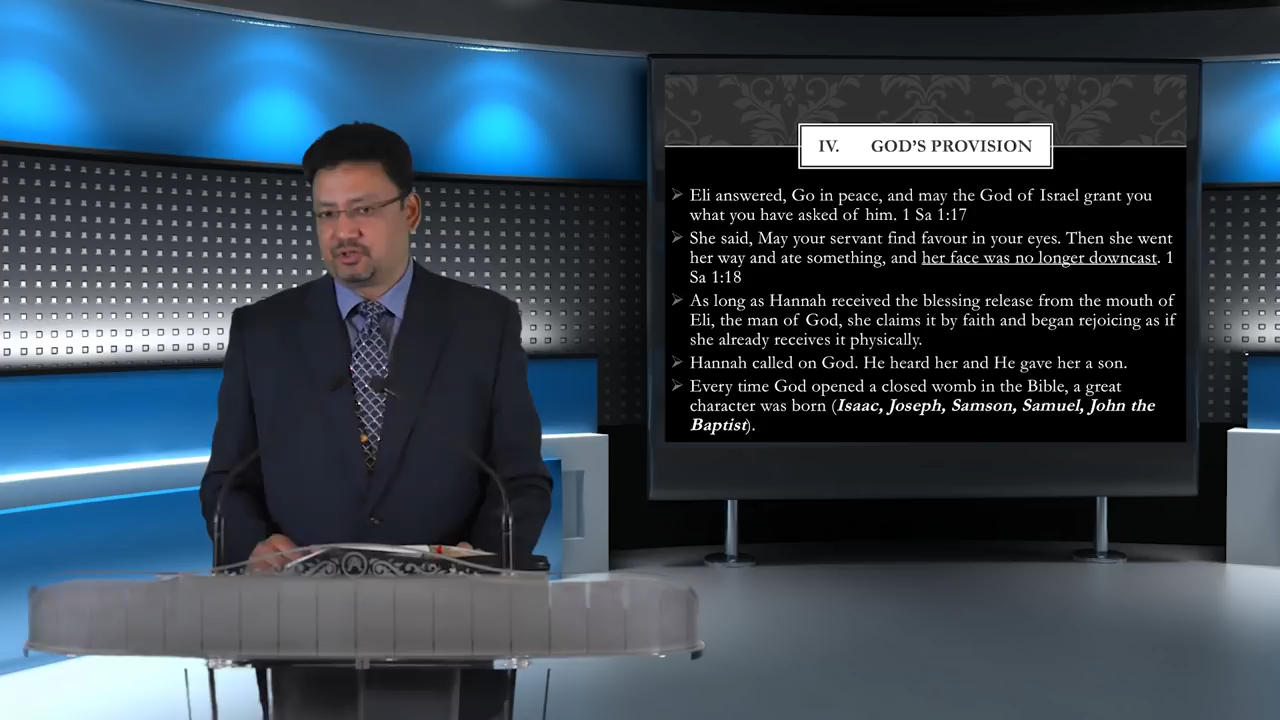 IV. GOD'S PROVISION
Eli answered, Go in peace, and may the God of Israel grant you
what you have asked of him. 1 Sa 1:17
She said, May your servant find favour in your eyes. Then she went
her way and ate something, and her face was no longer downcast. 1
Sa 1:18
As long as Hannah received the blessing release from the mouth of
Eli, the man of God, she claims it by faith and began rejoicing as if
she already receives it physically.
Hannah called on God. He heard her and He gave her a son.
Every time God opened a closed womb in the Bible, a great
character was born (Isaac, Joseph, Samson, Samuel, John the
Baptist).